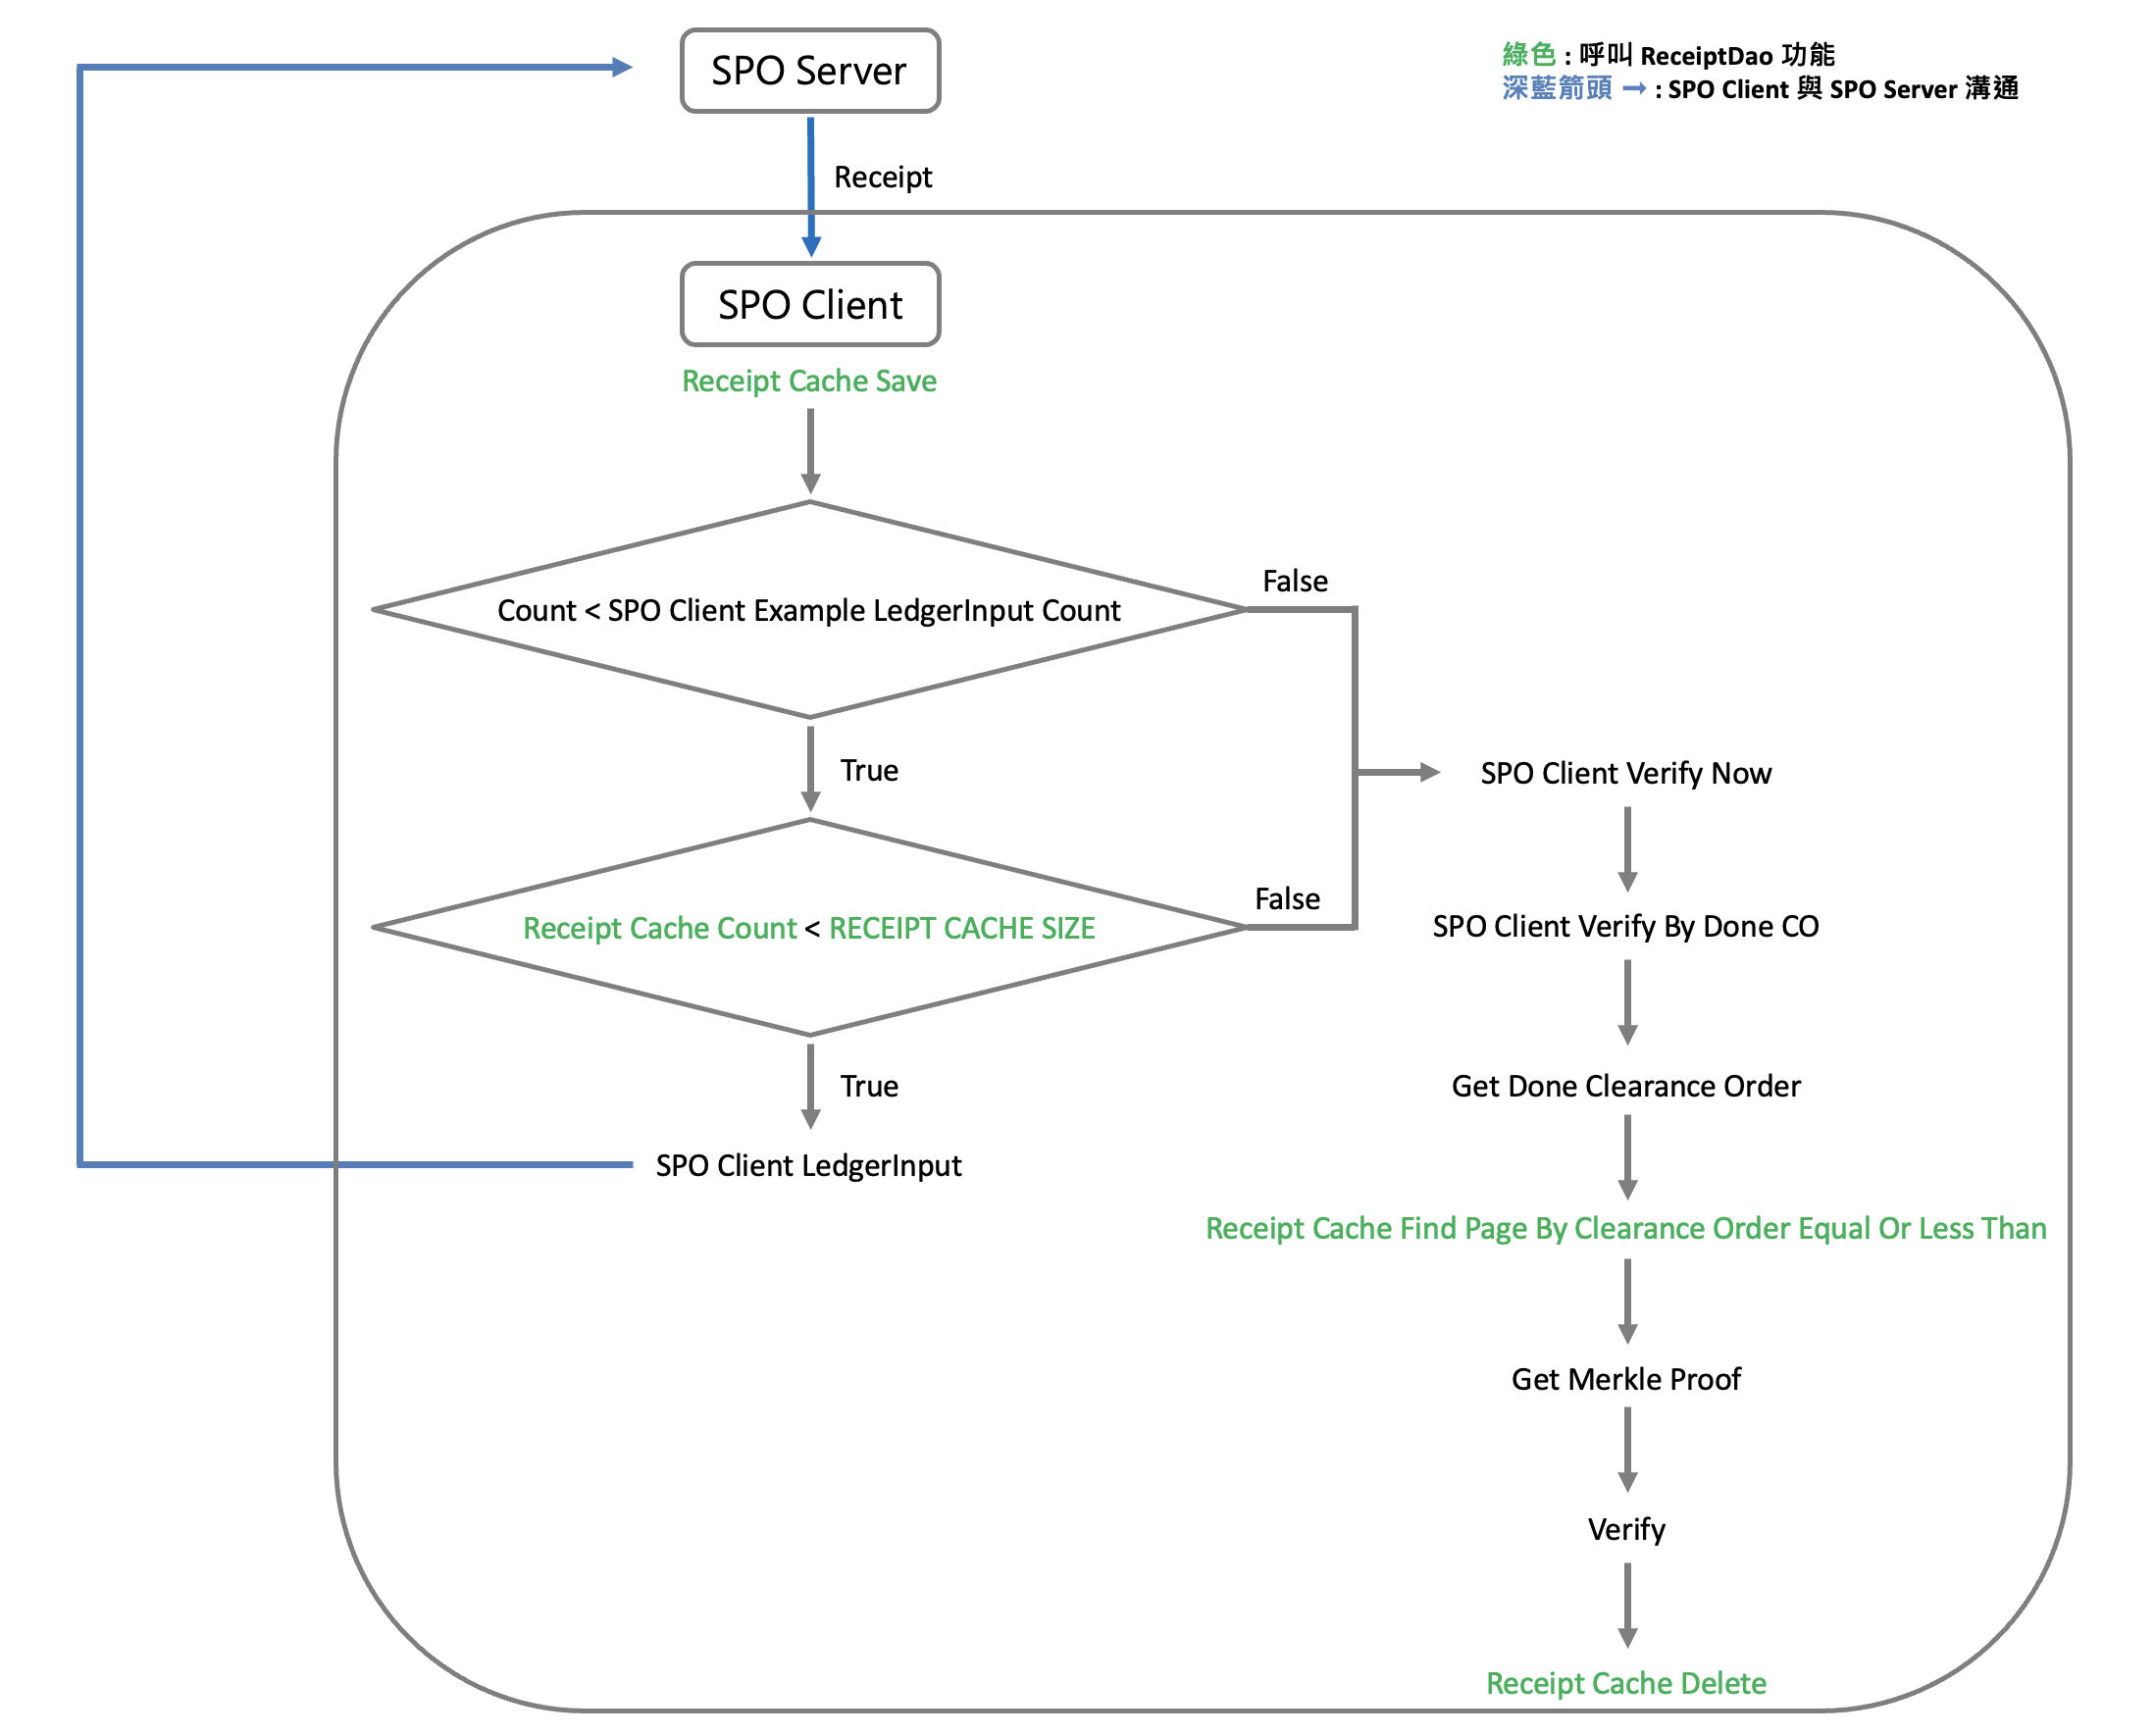 SPO Server
綠色 : 呼叫 ReceiptDao 功能
深藍箭頭 → : SPO Client 與 SPO Server 溝通
Receipt
SPO Client
Receipt Cache Save
Count < SPO Client Example LedgerInput Count
False
True
SPO Client Verify Now
Receipt Cache Count < RECEIPT CACHE SIZE
False
SPO Client Verify By Done CO
True
Get Done Clearance Order
SPO Client LedgerInput
Receipt Cache Find Page By Clearance Order Equal Or Less Than
Get Merkle Proof
Verify
Receipt Cache Delete